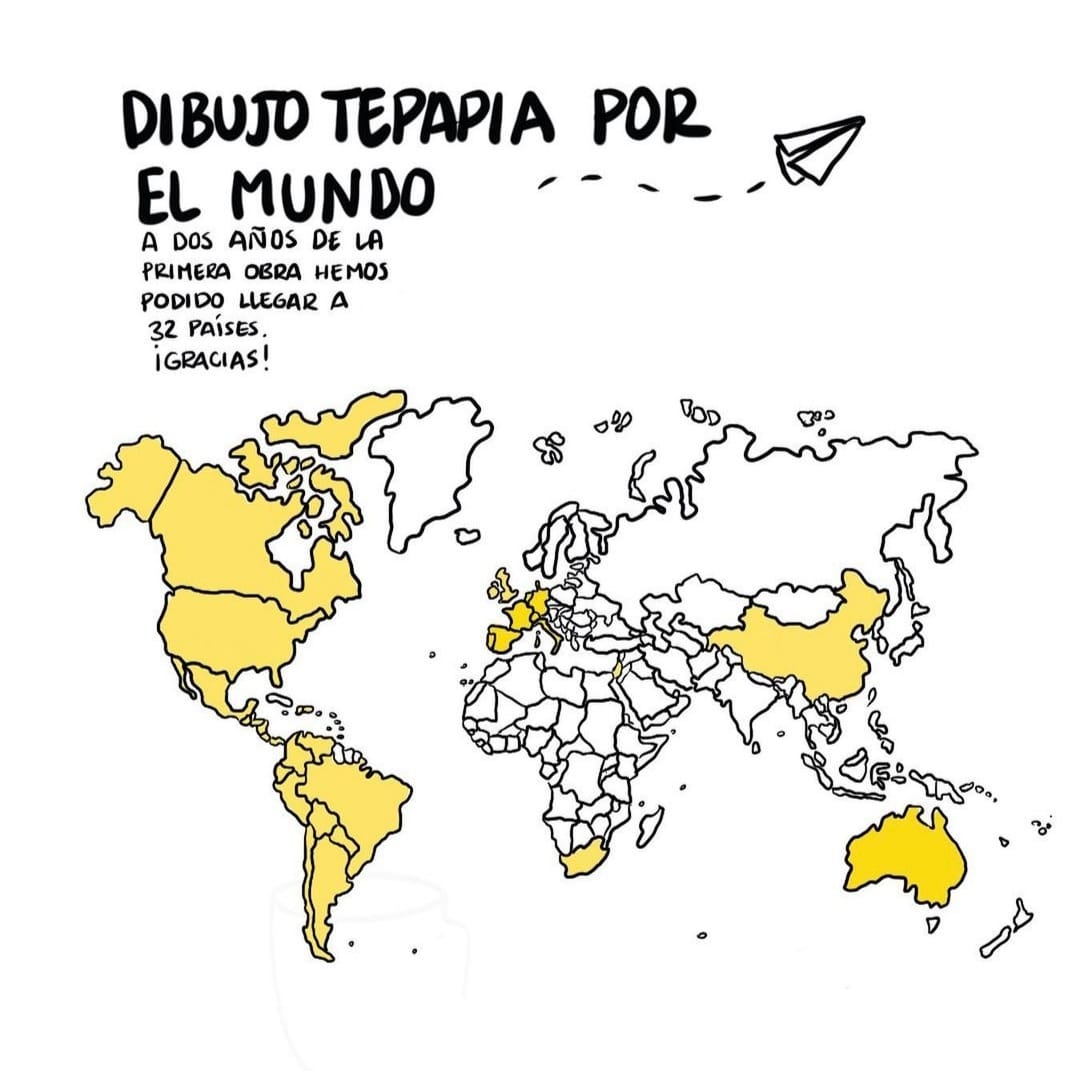 DIBUJO TEPAPIA POR
EL MUNDO
A DOS AÑOS DE LA
PRIMERA OBRA HEMOS
PODIDO LLEGAR A
32 PAÍSES.
¡GRACIAS!